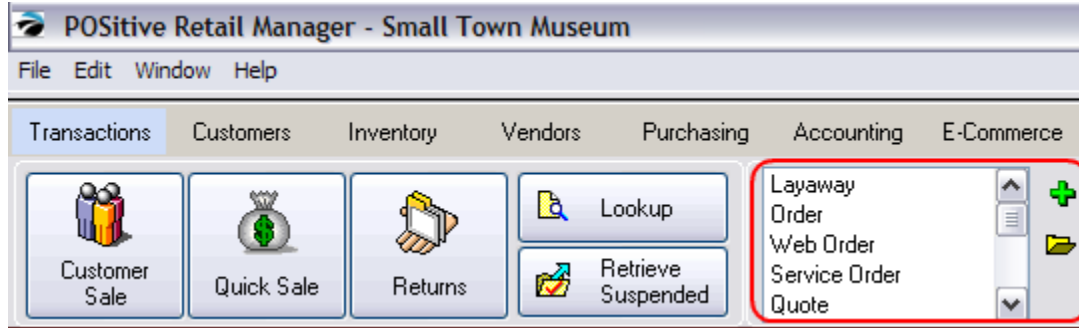 POSitive Retail Manager - Small Town Museum
File Edit Window Help
Transactions Customers Inventory Vendors Purchasing Accounting E-Commerce
Customer
Sale
Quick Sale
Returns
Lookup
Retrieve
Suspended
Layaway
Order
Web Order
Service Order
Quote